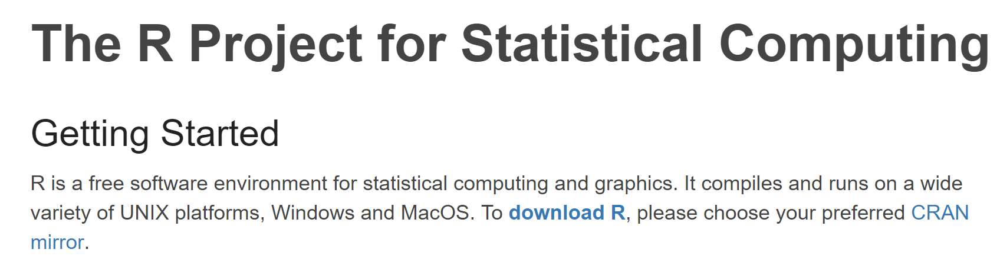 The R Project for Statistical Computing
Getting Started
R is a free software environment for statistical computing and graphics. It compiles and runs on a wide
variety of UNIX platforms, Windows and MacOS. To download R, please choose your preferred CRAN
mirror.